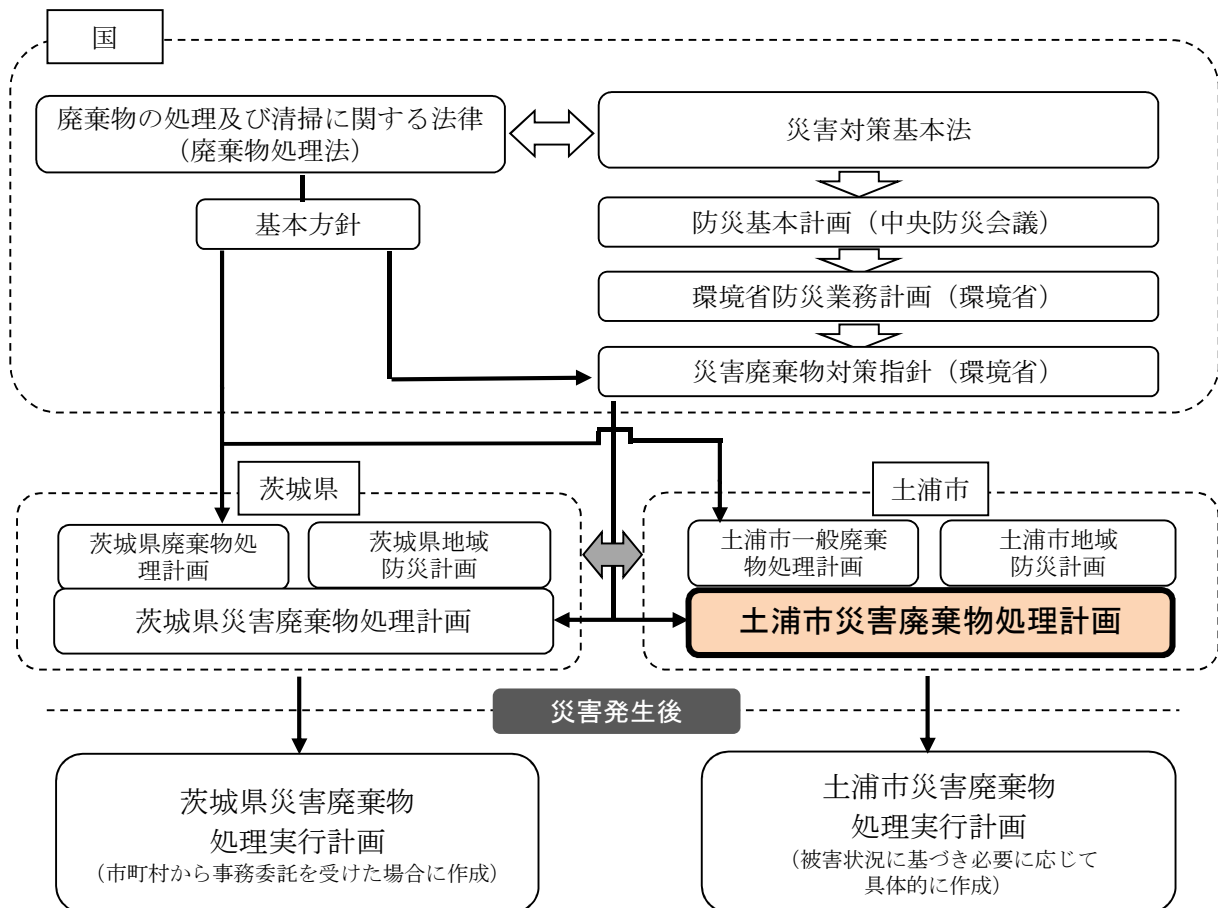 国
廃棄物の処理及び清掃に関する法律
（廃棄物処理法）
災害対策基本法
基本方針
防災基本計画（中央防災会議）
環境省防災業務計画（環境省）
災害廃棄物対策指針（環境省）
茨城県
茨城県廃棄物処
理計画
茨城県地域
防災計画
茨城県災害廃棄物処理計画
土浦市
土浦市一般廃棄
物処理計画
土浦市地域
防災計画
土浦市災害廃棄物処理計画
災害発生後
茨城県災害廃棄物
処理実行計画
（市町村から事務委託を受けた場合に作成）
土浦市災害廃棄物
処理実行計画
（被害状況に基づき必要に応じて
具体的に作成）